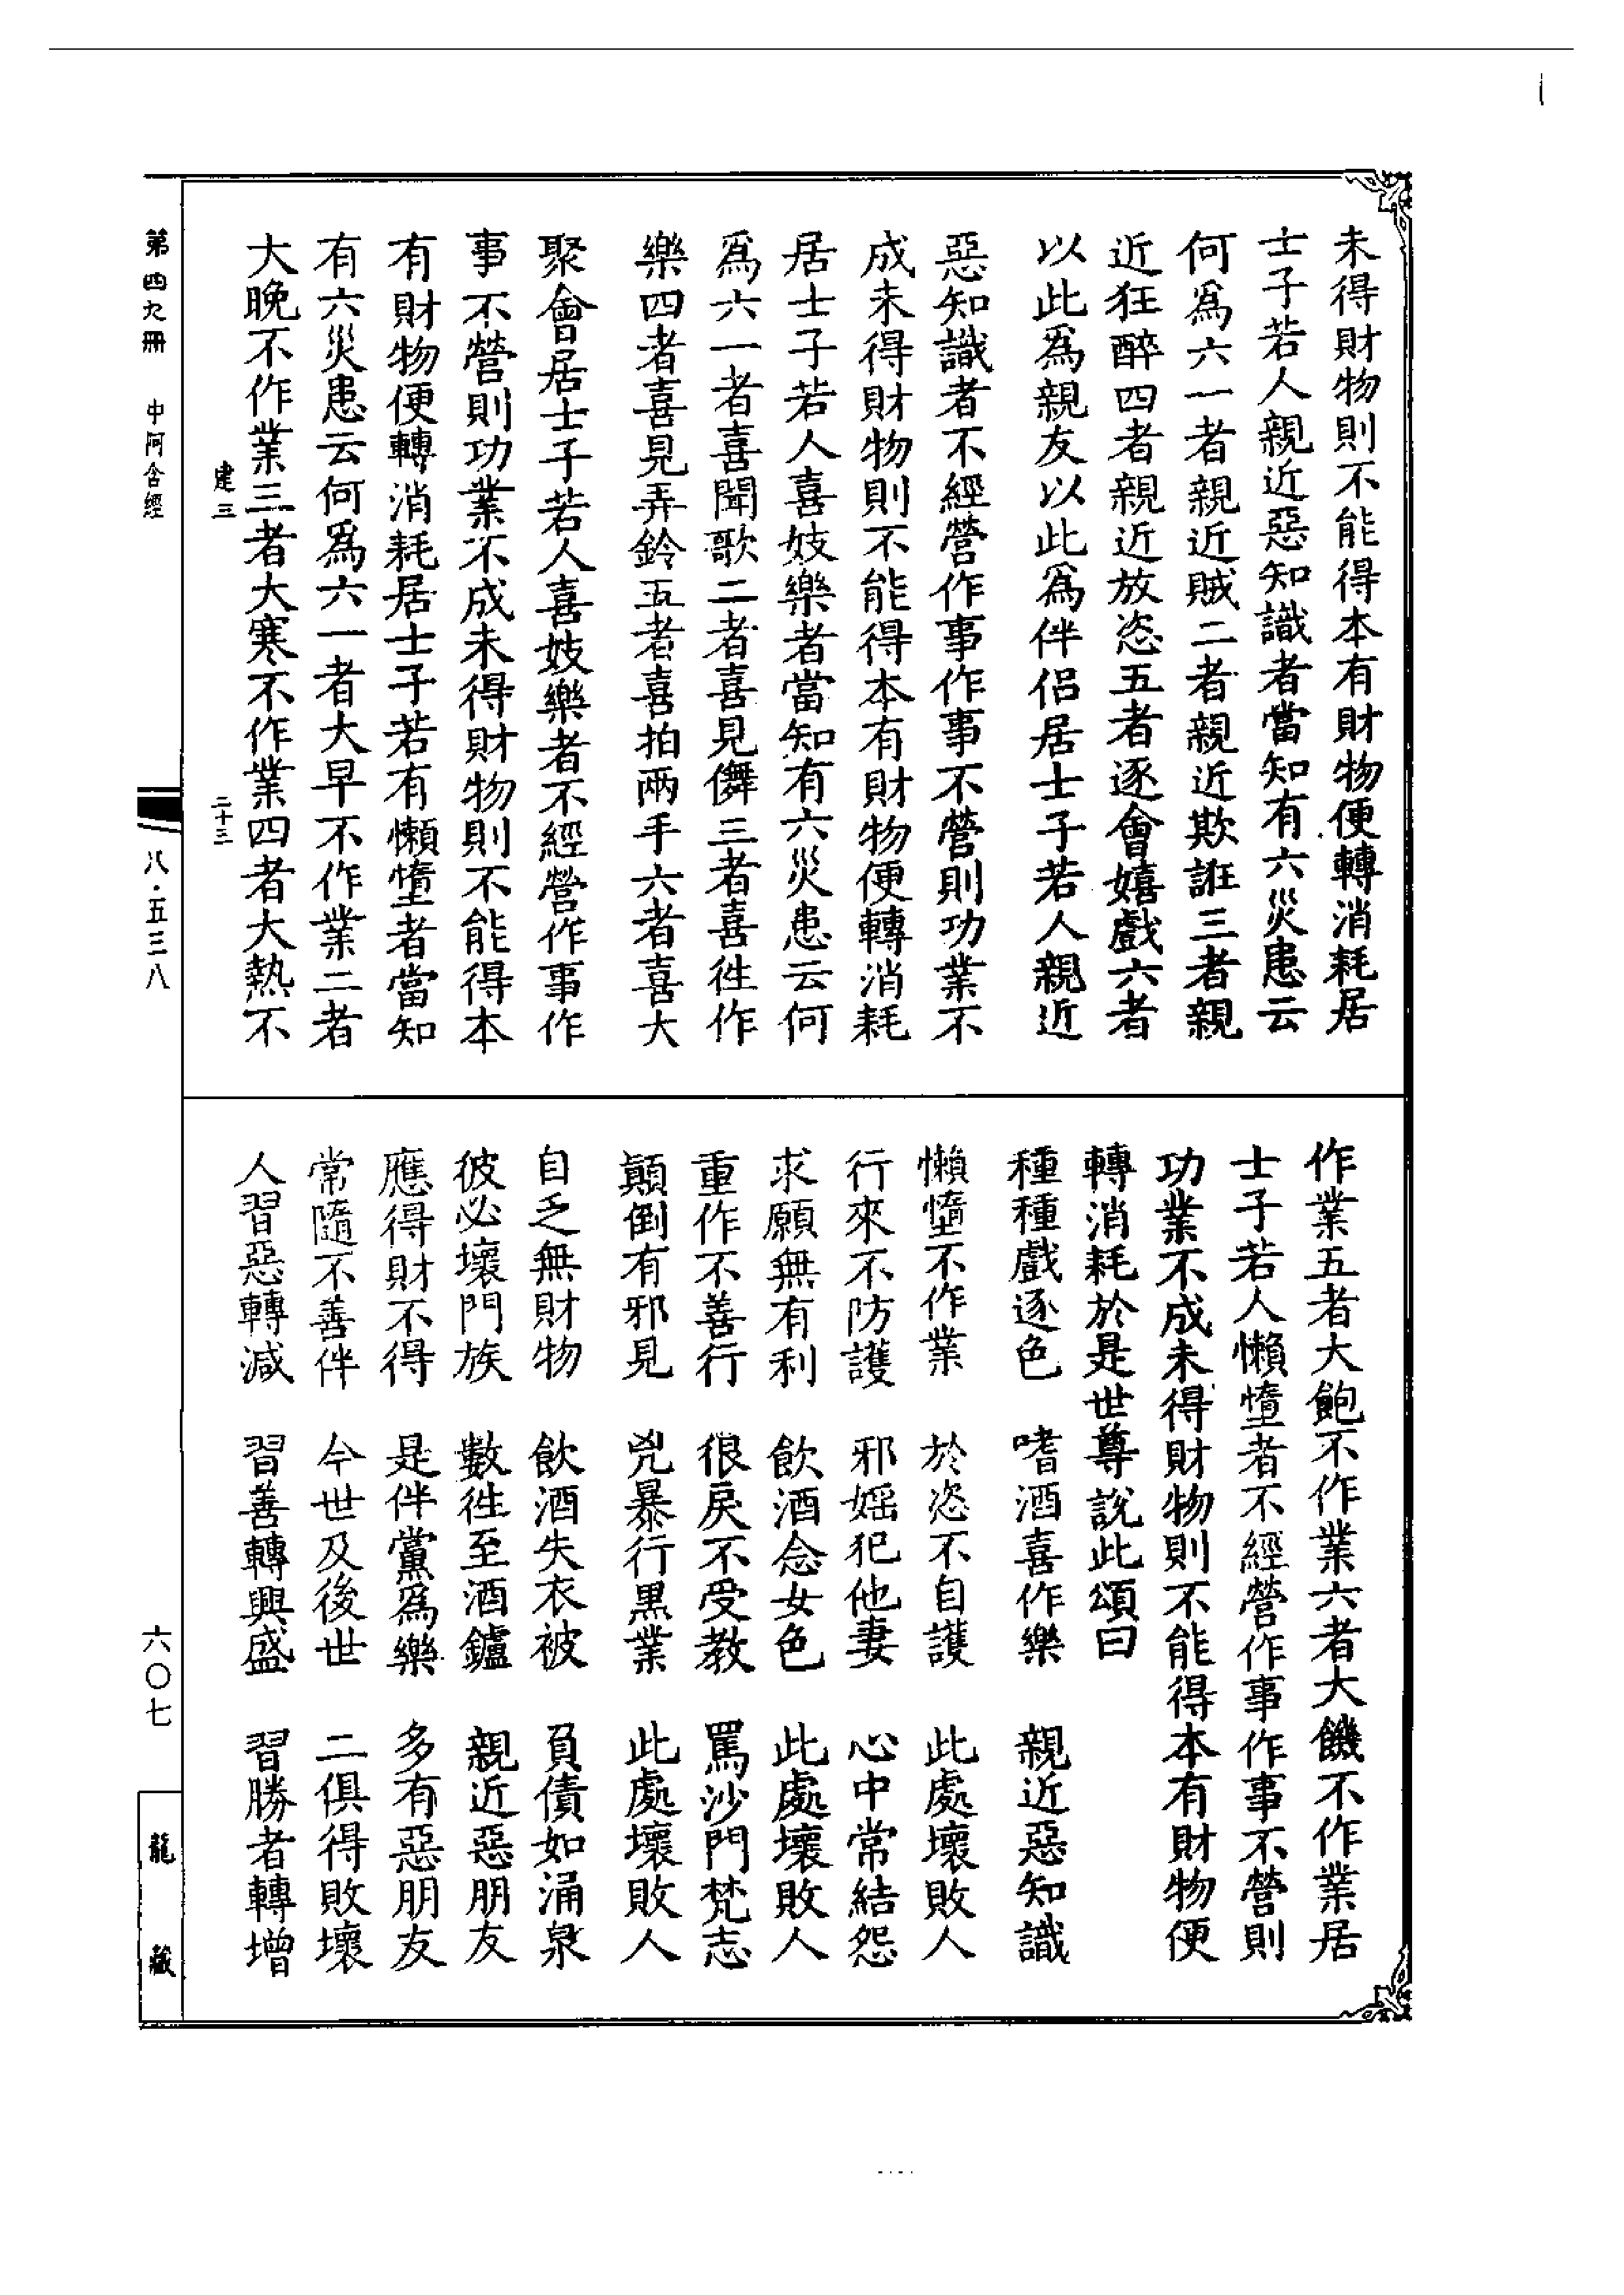 未得財物則不能得本有財物便轉消耗居
士子若人親近惡知識者當知有六災患云
何爲六一者親近賊二者親近欺誑三者親
近狂醉四者親近放恣五者逐會嬉戲六者
以此爲親友以此爲伴侶居士子若人親近
惡知識者不經營作事作事不營則功業不
成未得財物則不能得本有財物便轉消耗
居士子若人喜妓樂者當知有六災患云何
爲六一者喜聞歌二者喜見儛三者喜徃作
樂四者喜見弄鈴五者喜拍兩手六者喜大
聚會居士子若人喜妓樂者不經營作事作
事不營則功業不成未得財物則不能得本
有財物便轉消耗居士子若有懶墮者當知
有六災患云何爲六一者大早不作業二者
大晚不作業三者大寒不作業四者大熱不
建三 二十三
作業五者大飽不作業六者大饑不作業居
士子若人懶墮者不經營作事作事不營則
功業不成未得財物則不能得本有財物便
轉消耗於是世尊說此頌曰
種種戲逐色 嗜酒喜作樂 親近惡知識
懶墮不作業 於恣不自護 此處壞敗人
行來不防護 邪婬犯他妻 心中常結怨
求願無有利 飲酒念女色 此處壞敗人
重作不善行 很戾不受教 罵沙門梵志
顛倒有邪見 兇暴行黑業 此處壞敗人
自乏無財物 飲酒失衣被 負債如涌泉
彼必壞門族 數徃至酒鑪 親近惡朋友
應得財不得 是伴黨爲樂 多有惡朋友
常隨不善伴 今世及後世 二俱得敗壞
人習惡轉減 習善轉興盛 習勝者轉增
第四九冊 中阿含經 八·五三八 六〇七 龍藏